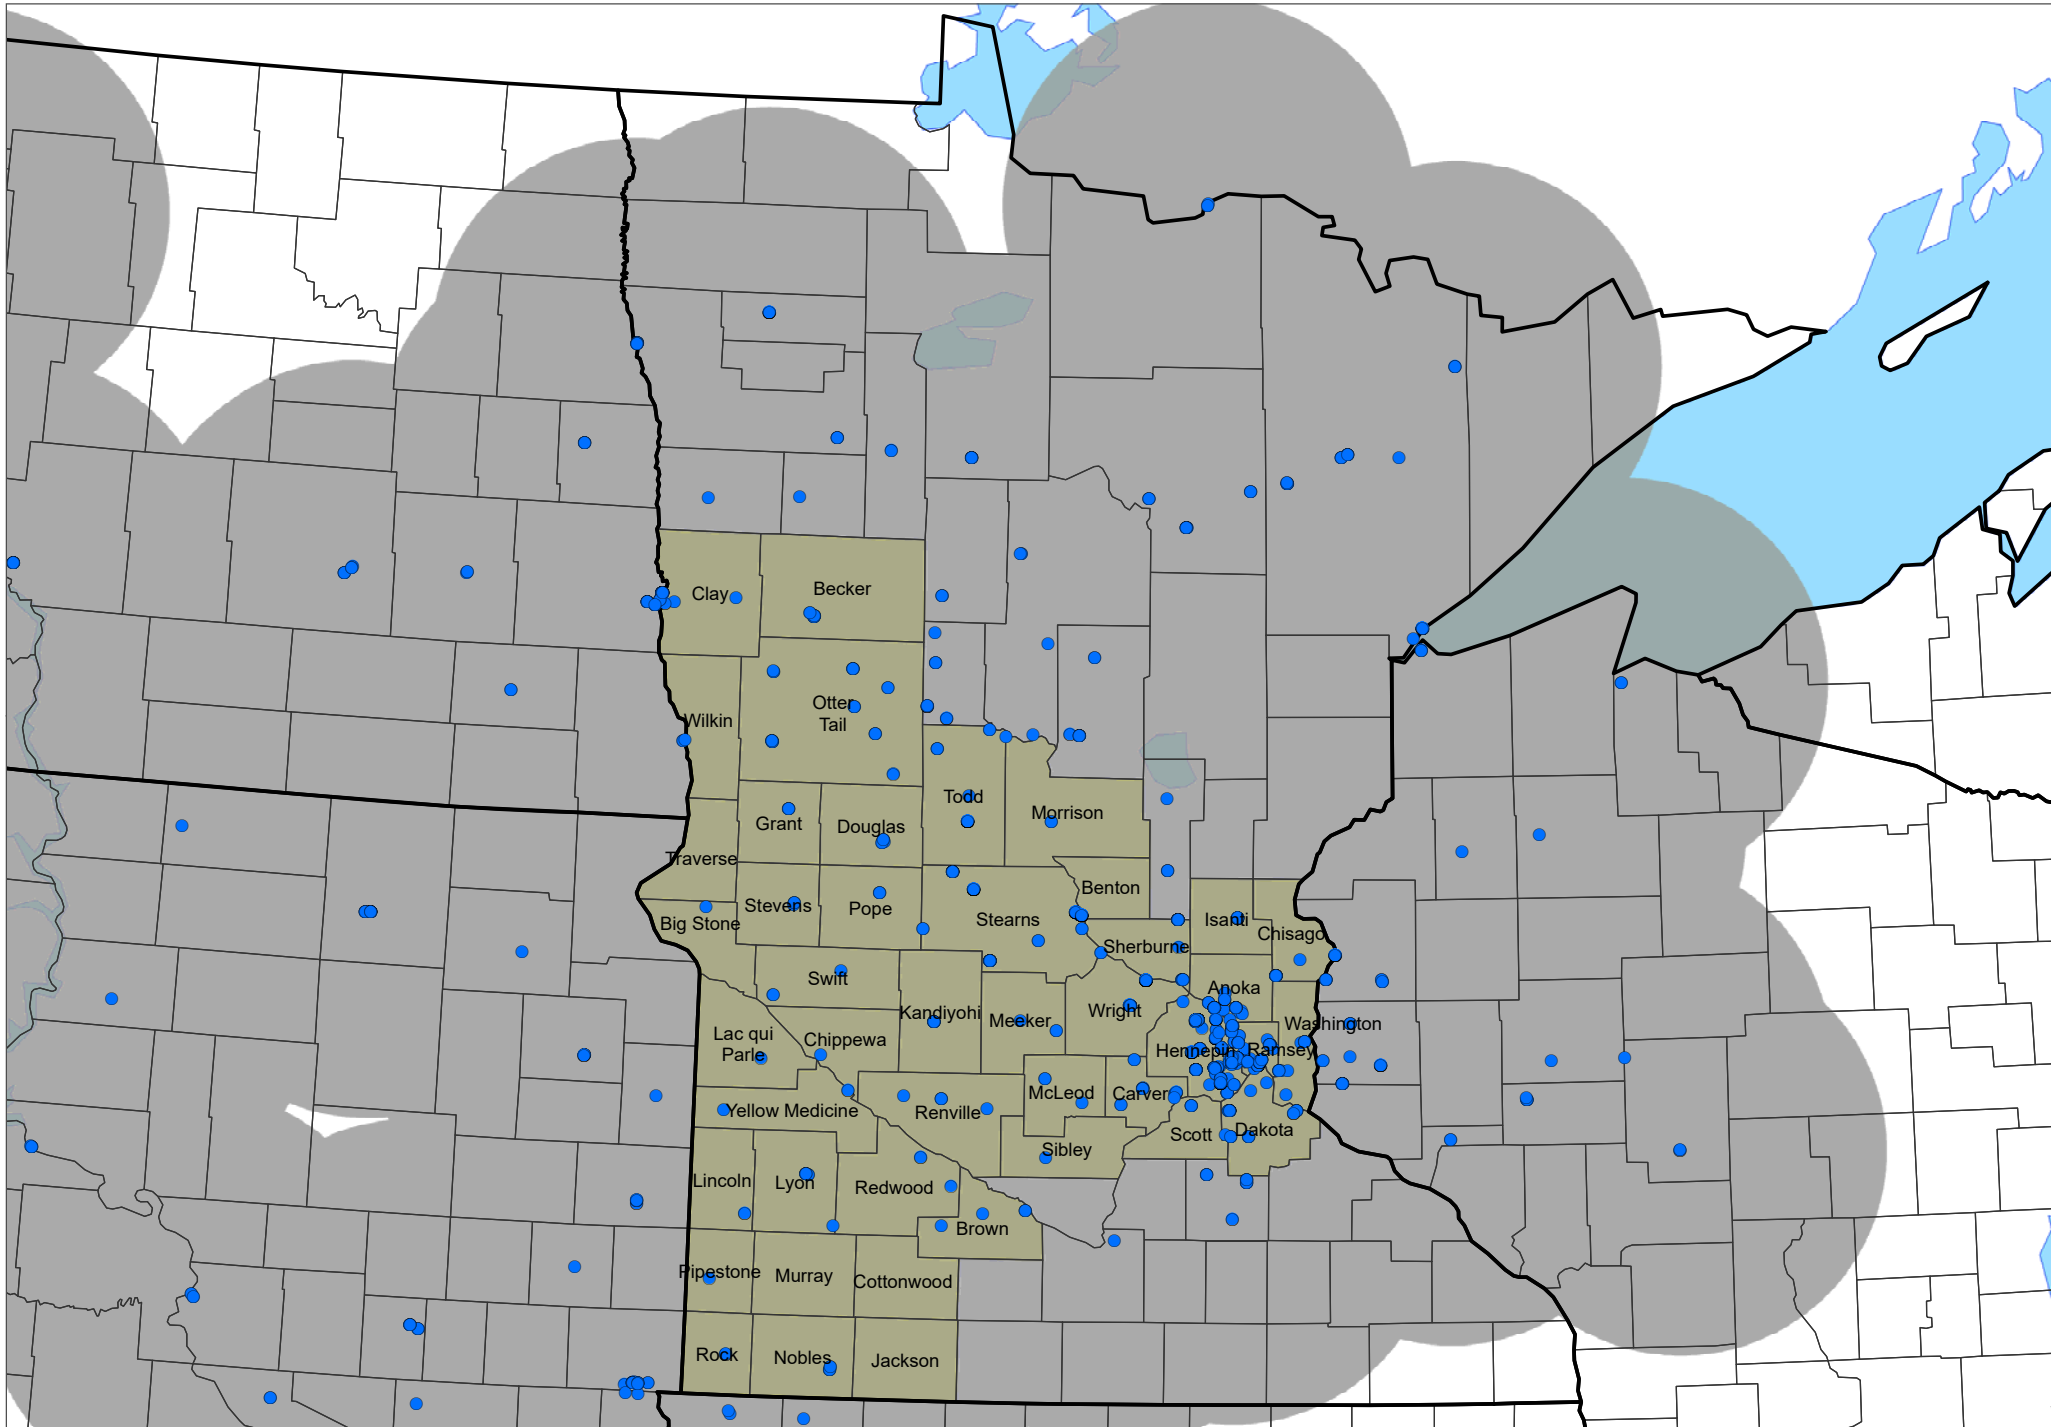 Clay
Becker
Wilkin
Otter
Tail
Grant
Douglas
Todd
Morrison
Traverse
Benton
Stevens
Pope
Big Stone
Stearns
Isanti
Chisago
Sherburne
Swift
Anoka
Kandiyohi
Meeker
Wright
Washington
Lac qui
Parle
Chippewa
Hennepin
Ramsey
McLeod
Carver
Yellow Medicine
Renville
Scott
Dakota
Sibley
Lincoln
Lyon
Redwood
Brown
Pipestone
Murray
Cottonwood
Rock
Nobles
Jackson